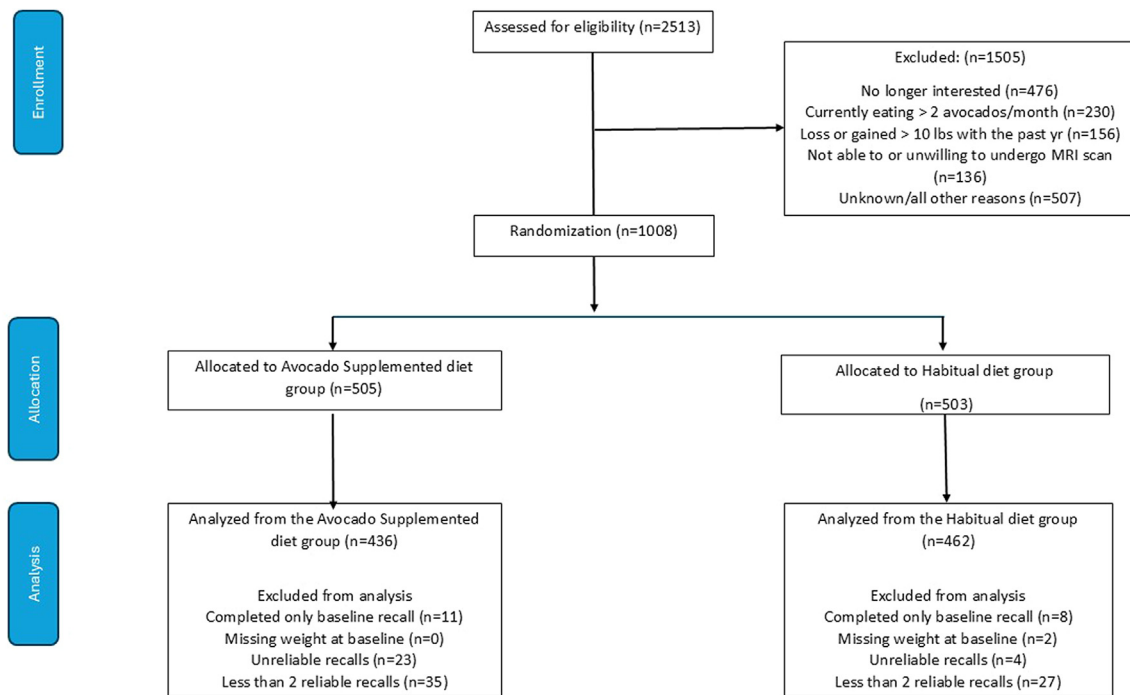 Enrollment
Assessed for eligibility (n=2513)
Excluded: (n=1505)
No longer interested (n=476)
Currently eating > 2 avocados/month (n=230)
Loss or gained > 10 lbs with the past yr (n=156)
Not able to or unwilling to undergo MRI scan
(n=136)
Unknown/all other reasons (n=507)
Randomization (n=1008)
Allocation
Allocated to Avocado Supplemented diet
group (n=505)
Allocated to Habitual diet group
(n=503)
Analysis
Analyzed from the Avocado Supplemented
diet group (n=436)
Excluded from analysis
Completed only baseline recall (n=11)
Missing weight at baseline (n=0)
Unreliable recalls (n=23)
Less than 2 reliable recalls (n=35)
Analyzed from the Habitual diet group
(n=462)
Excluded from analysis
Completed only baseline recall (n=8)
Missing weight at baseline (n=2)
Unreliable recalls (n=4)
Less than 2 reliable recalls (n=27)